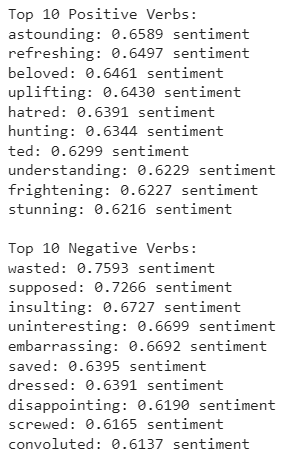 Top 10 Positive Verbs:
astounding: 0.6589 sentiment
refreshing: 0.6497 sentiment
beloved: 0.6461 sentiment
uplifting: 0.6430 sentiment
hatred: 0.6391 sentiment
hunting: 0.6344 sentiment
ted: 0.6299 sentiment
understanding: 0.6229 sentiment
frightening: 0.6227 sentiment
stunning: 0.6216 sentiment

Top 10 Negative Verbs:
wasted: 0.7593 sentiment
supposed: 0.7266 sentiment
insulting: 0.6727 sentiment
uninteresting: 0.6699 sentiment
embarrassing: 0.6692 sentiment
saved: 0.6395 sentiment
dressed: 0.6391 sentiment
disappointing: 0.6190 sentiment
screwed: 0.6165 sentiment
convoluted: 0.6137 sentiment